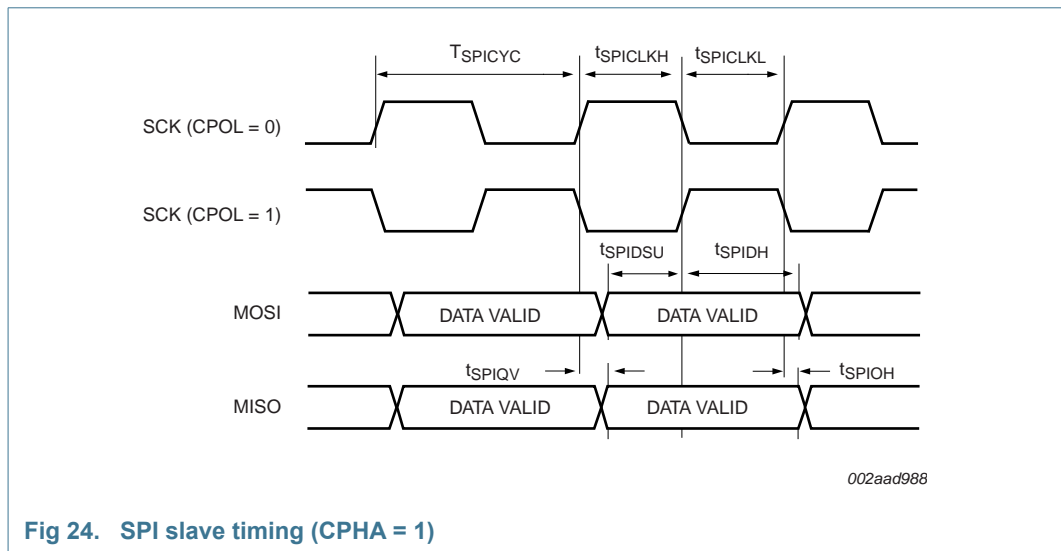 TSPICYC tSPICLKH tSPICLKL
SCK (CPOL = 0)
SCK (CPOL = 1)
tSPIDSU tSPIDH
MOSI DATA VALID DATA VALID
tSPIQV tSPIOH
MISO DATA VALID DATA VALID
002aad988
Fig 24. SPI slave timing (CPHA = 1)